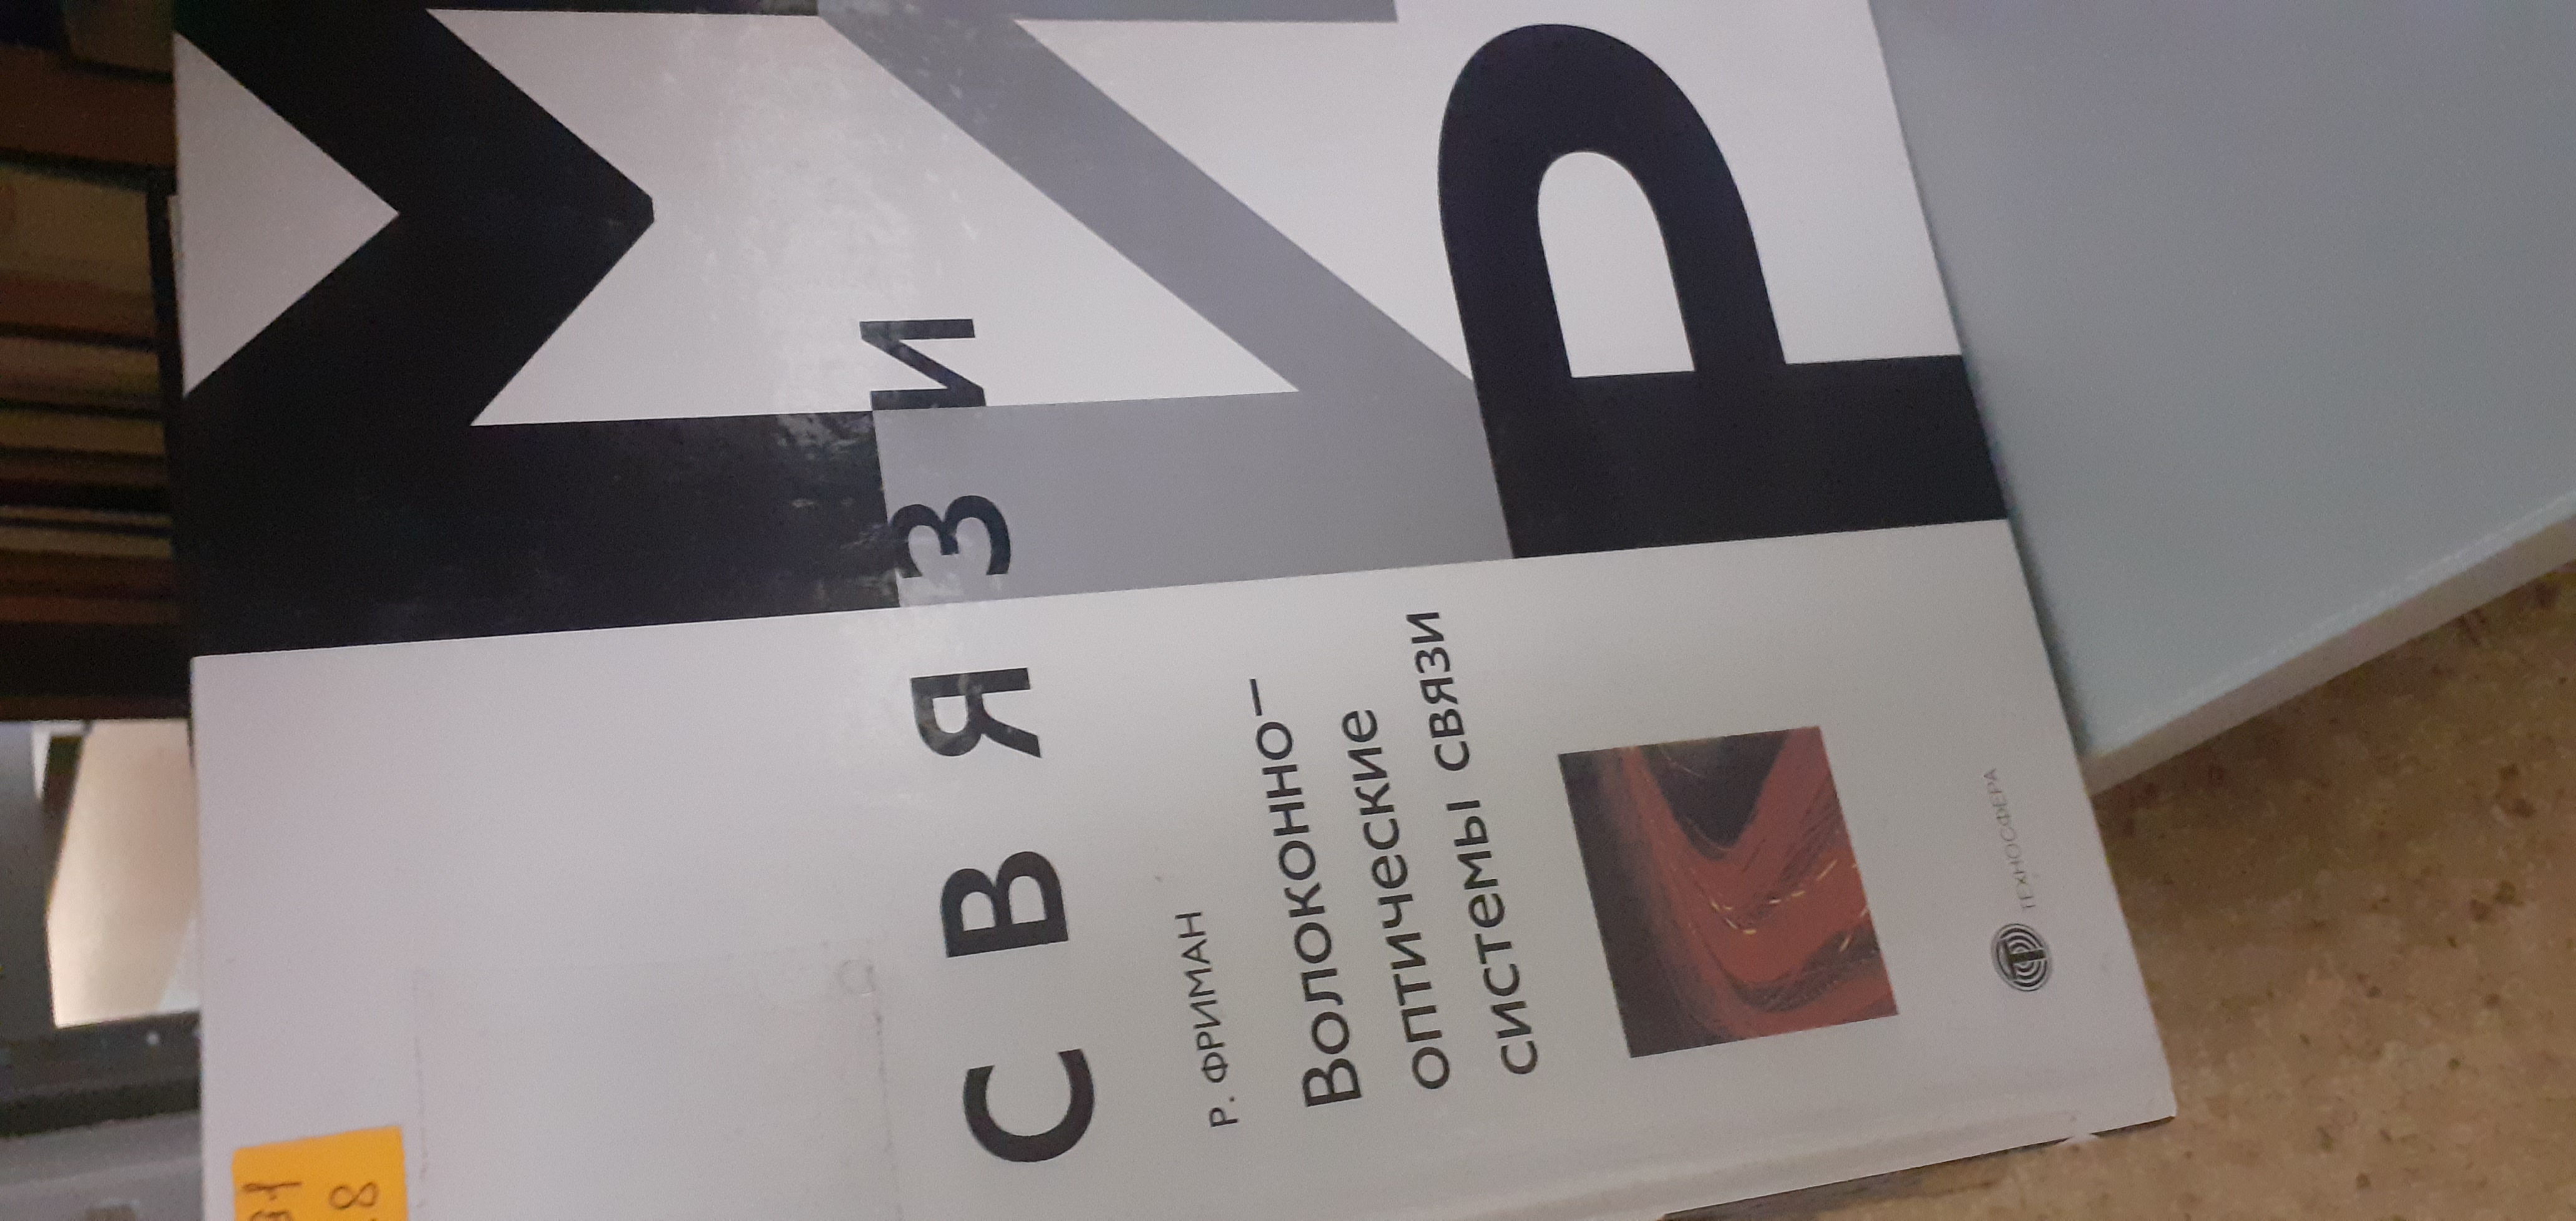 МИР
СВЯЗИ
Р. ФРИМАН
Волоконно–
оптические
системы связи
ТЕХНОСФЕРА